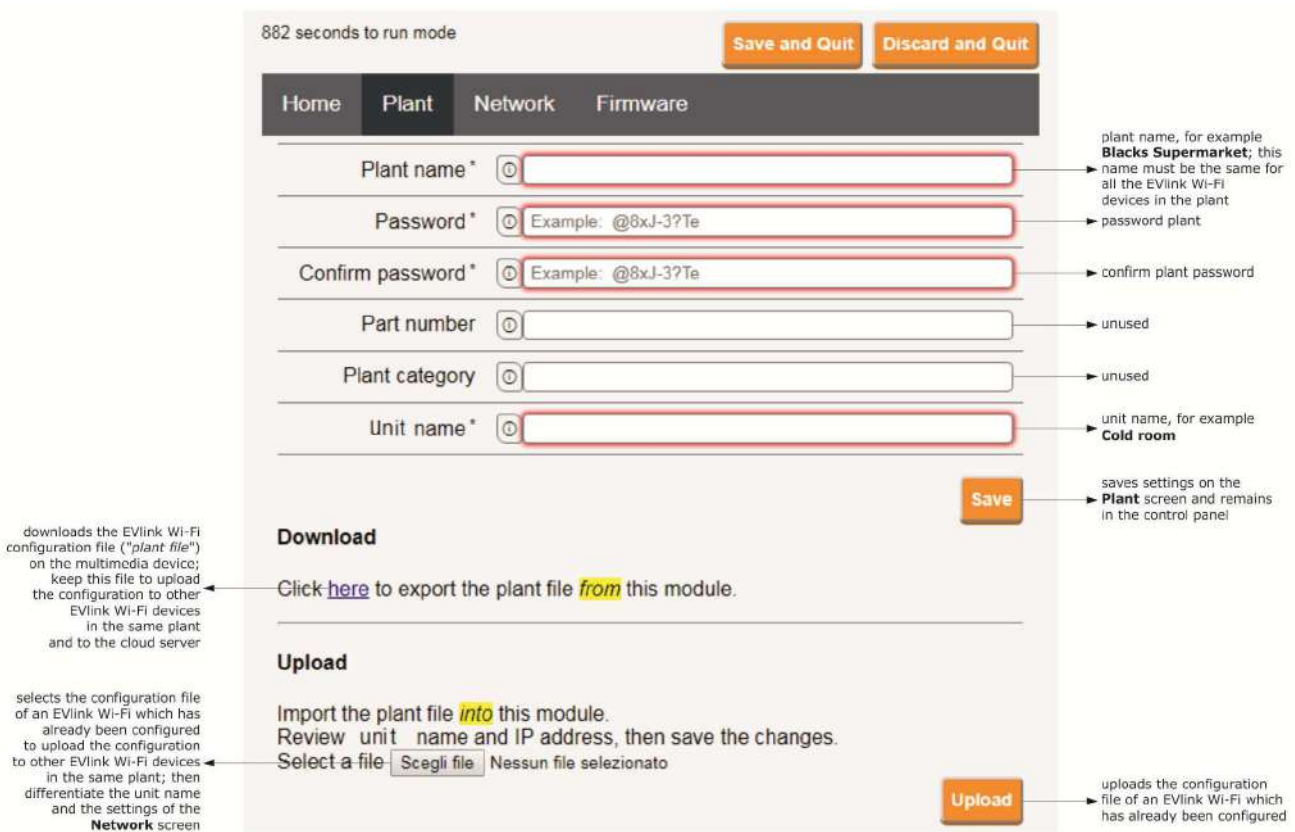 882 seconds to run mode
Save and Quit
Discard and Quit
Home Plant Network Firmware
Plant name *
plant name, for example
Blacks Supermarket; this
name must be the same for
all the EVlink Wi-Fi
devices in the plant
Password * Example: @8xJ-3?Te
password plant
Confirm password * Example: @8xJ-3?Te
confirm plant password
Part number
unused
Plant category
unused
Unit name *
unit name, for example
Cold room
Save
saves settings on the
Plant screen and remains
in the control panel
downloads the EVlink Wi-Fi
configuration file ("plant file")
on the multimedia device;
keep this file to upload
the configuration to other
EVlink Wi-Fi devices
in the same plant
and to the cloud server
Download
Click here to export the plant file from this module.
Upload
selects the configuration file
of an EVlink Wi-Fi which has
already been configured
to upload the configuration
to other EVlink Wi-Fi devices
in the same plant; then
differentiate the unit name
and the settings of the
Network screen
Import the plant file into this module.
Review unit name and IP address, then save the changes.
Select a file Scegli file Nessun file selezionato
Upload
uploads the configuration
file of an EVlink Wi-Fi which
has already been configured